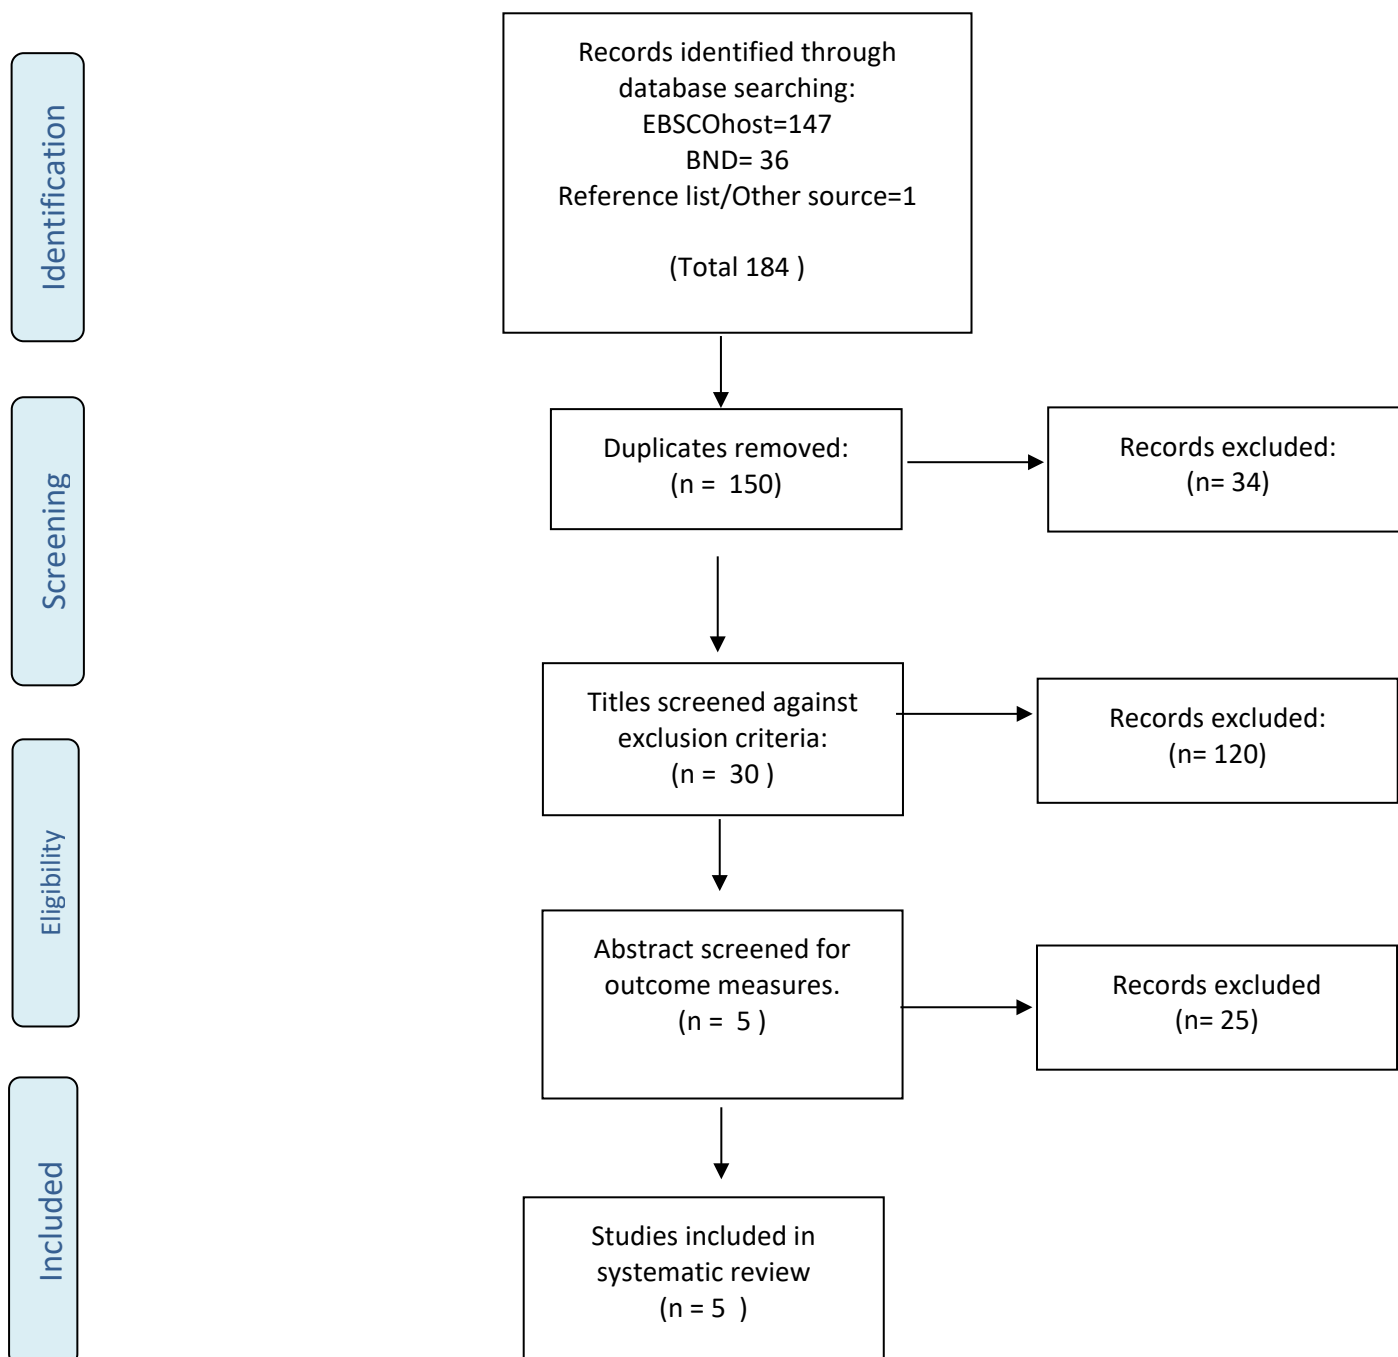 Identification
Records identified through
database searching:
EBSCOhost=147
BND= 36
Reference list/Other source=1
(Total 184 )
Screening
Duplicates removed:
(n =  150)
Records excluded:
(n= 34)
Titles screened against
exclusion criteria:
(n =  30 )
Records excluded:
(n= 120)
Eligibility
Abstract screened for
outcome measures.
(n =  5 )
Records excluded
(n= 25)
Included
Studies included in
systematic review
(n = 5  )